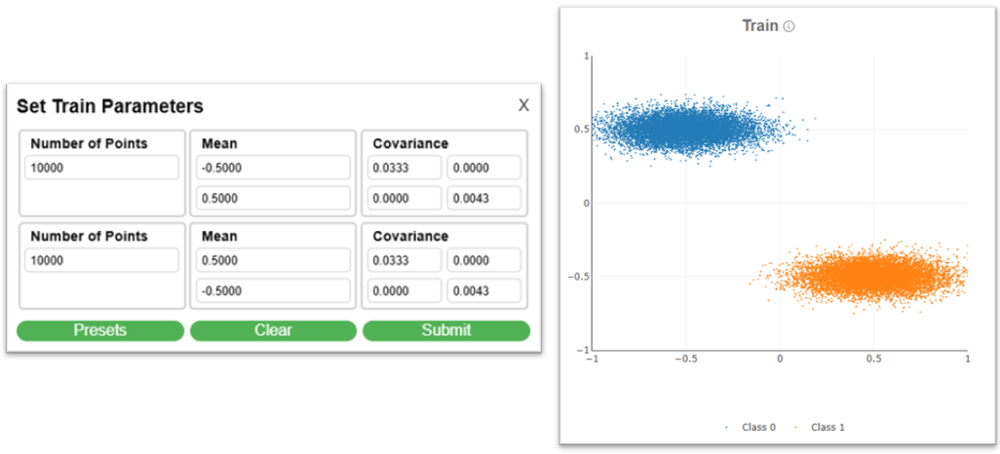 Set Train Parameters X
Number of Points Mean Covariance
10000 -0.5000 0.0333 0.0000
0.5000 0.0000 0.0043
Number of Points Mean Covariance
10000 0.5000 0.0333 0.0000
-0.5000 0.0000 0.0043
Presets Clear Submit
Train ⓘ
1
0.5
0
−0.5
−1
−1 −0.5 0 0.5 1
Class 0 Class 1